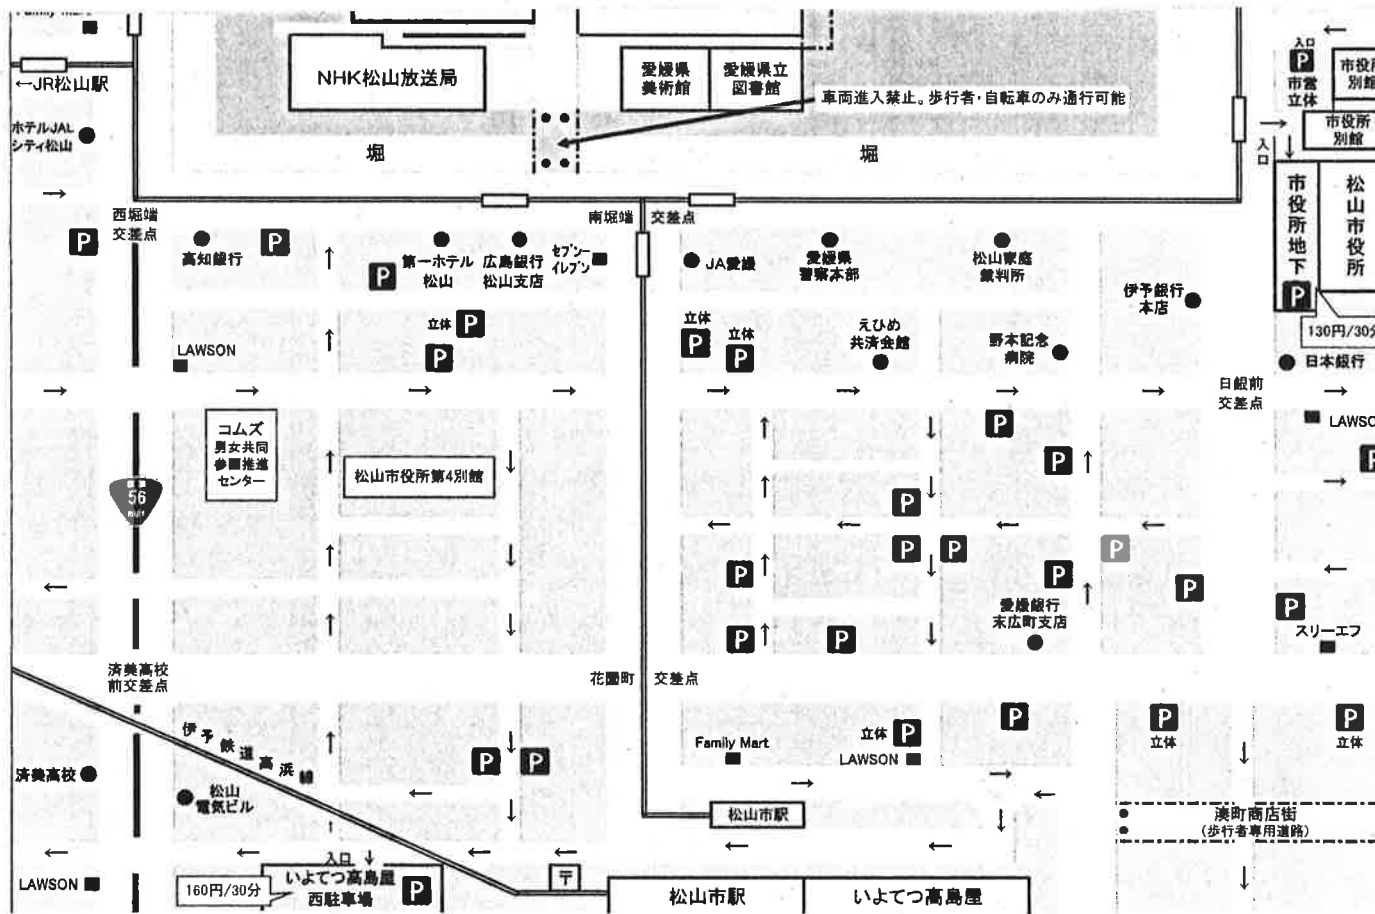 Family Mart
←JR松山駅
ホテルJAL
シティ松山
NHK松山放送局
愛媛県
美術館
愛媛県立
図書館
車両進入禁止。歩行者・自転車のみ通行可能
堀
堀
入口
P
市営
立体
市役所
別館
市役所
別館
入口
市役所地下
P
松山市役所
130円/30分
西堀端
交差点
南堀端 交差点
P
高知銀行
P
P
第一ホテル
松山
広島銀行
松山支店
セブン-
イレブン
JA愛媛
愛媛県
警察本部
松山家庭
裁判所
伊予銀行
本店
LAWSON
立体
P
P
立体
P
立体
P
えひめ
共済会館
野本記念
病院
日本銀行
日銀前
交差点
LAWSON
コムズ
男女共同
参画推進
センター
松山市役所第4別館
56
P
P
P
P
P
P
P
P
P
P
P
P
P
愛媛銀行
末広町支店
スリーエフ
済美高校
前交差点
花園町 交差点
伊予鉄道高浜線
済美高校
松山
電気ビル
P
P
Family Mart
立体
P
LAWSON
P
P
立体
P
立体
松山市駅
湊町商店街
(歩行者専用道路)
LAWSON
160円/30分
入口
いよてつ髙島屋
西駐車場
P
〒
松山市駅
いよてつ髙島屋